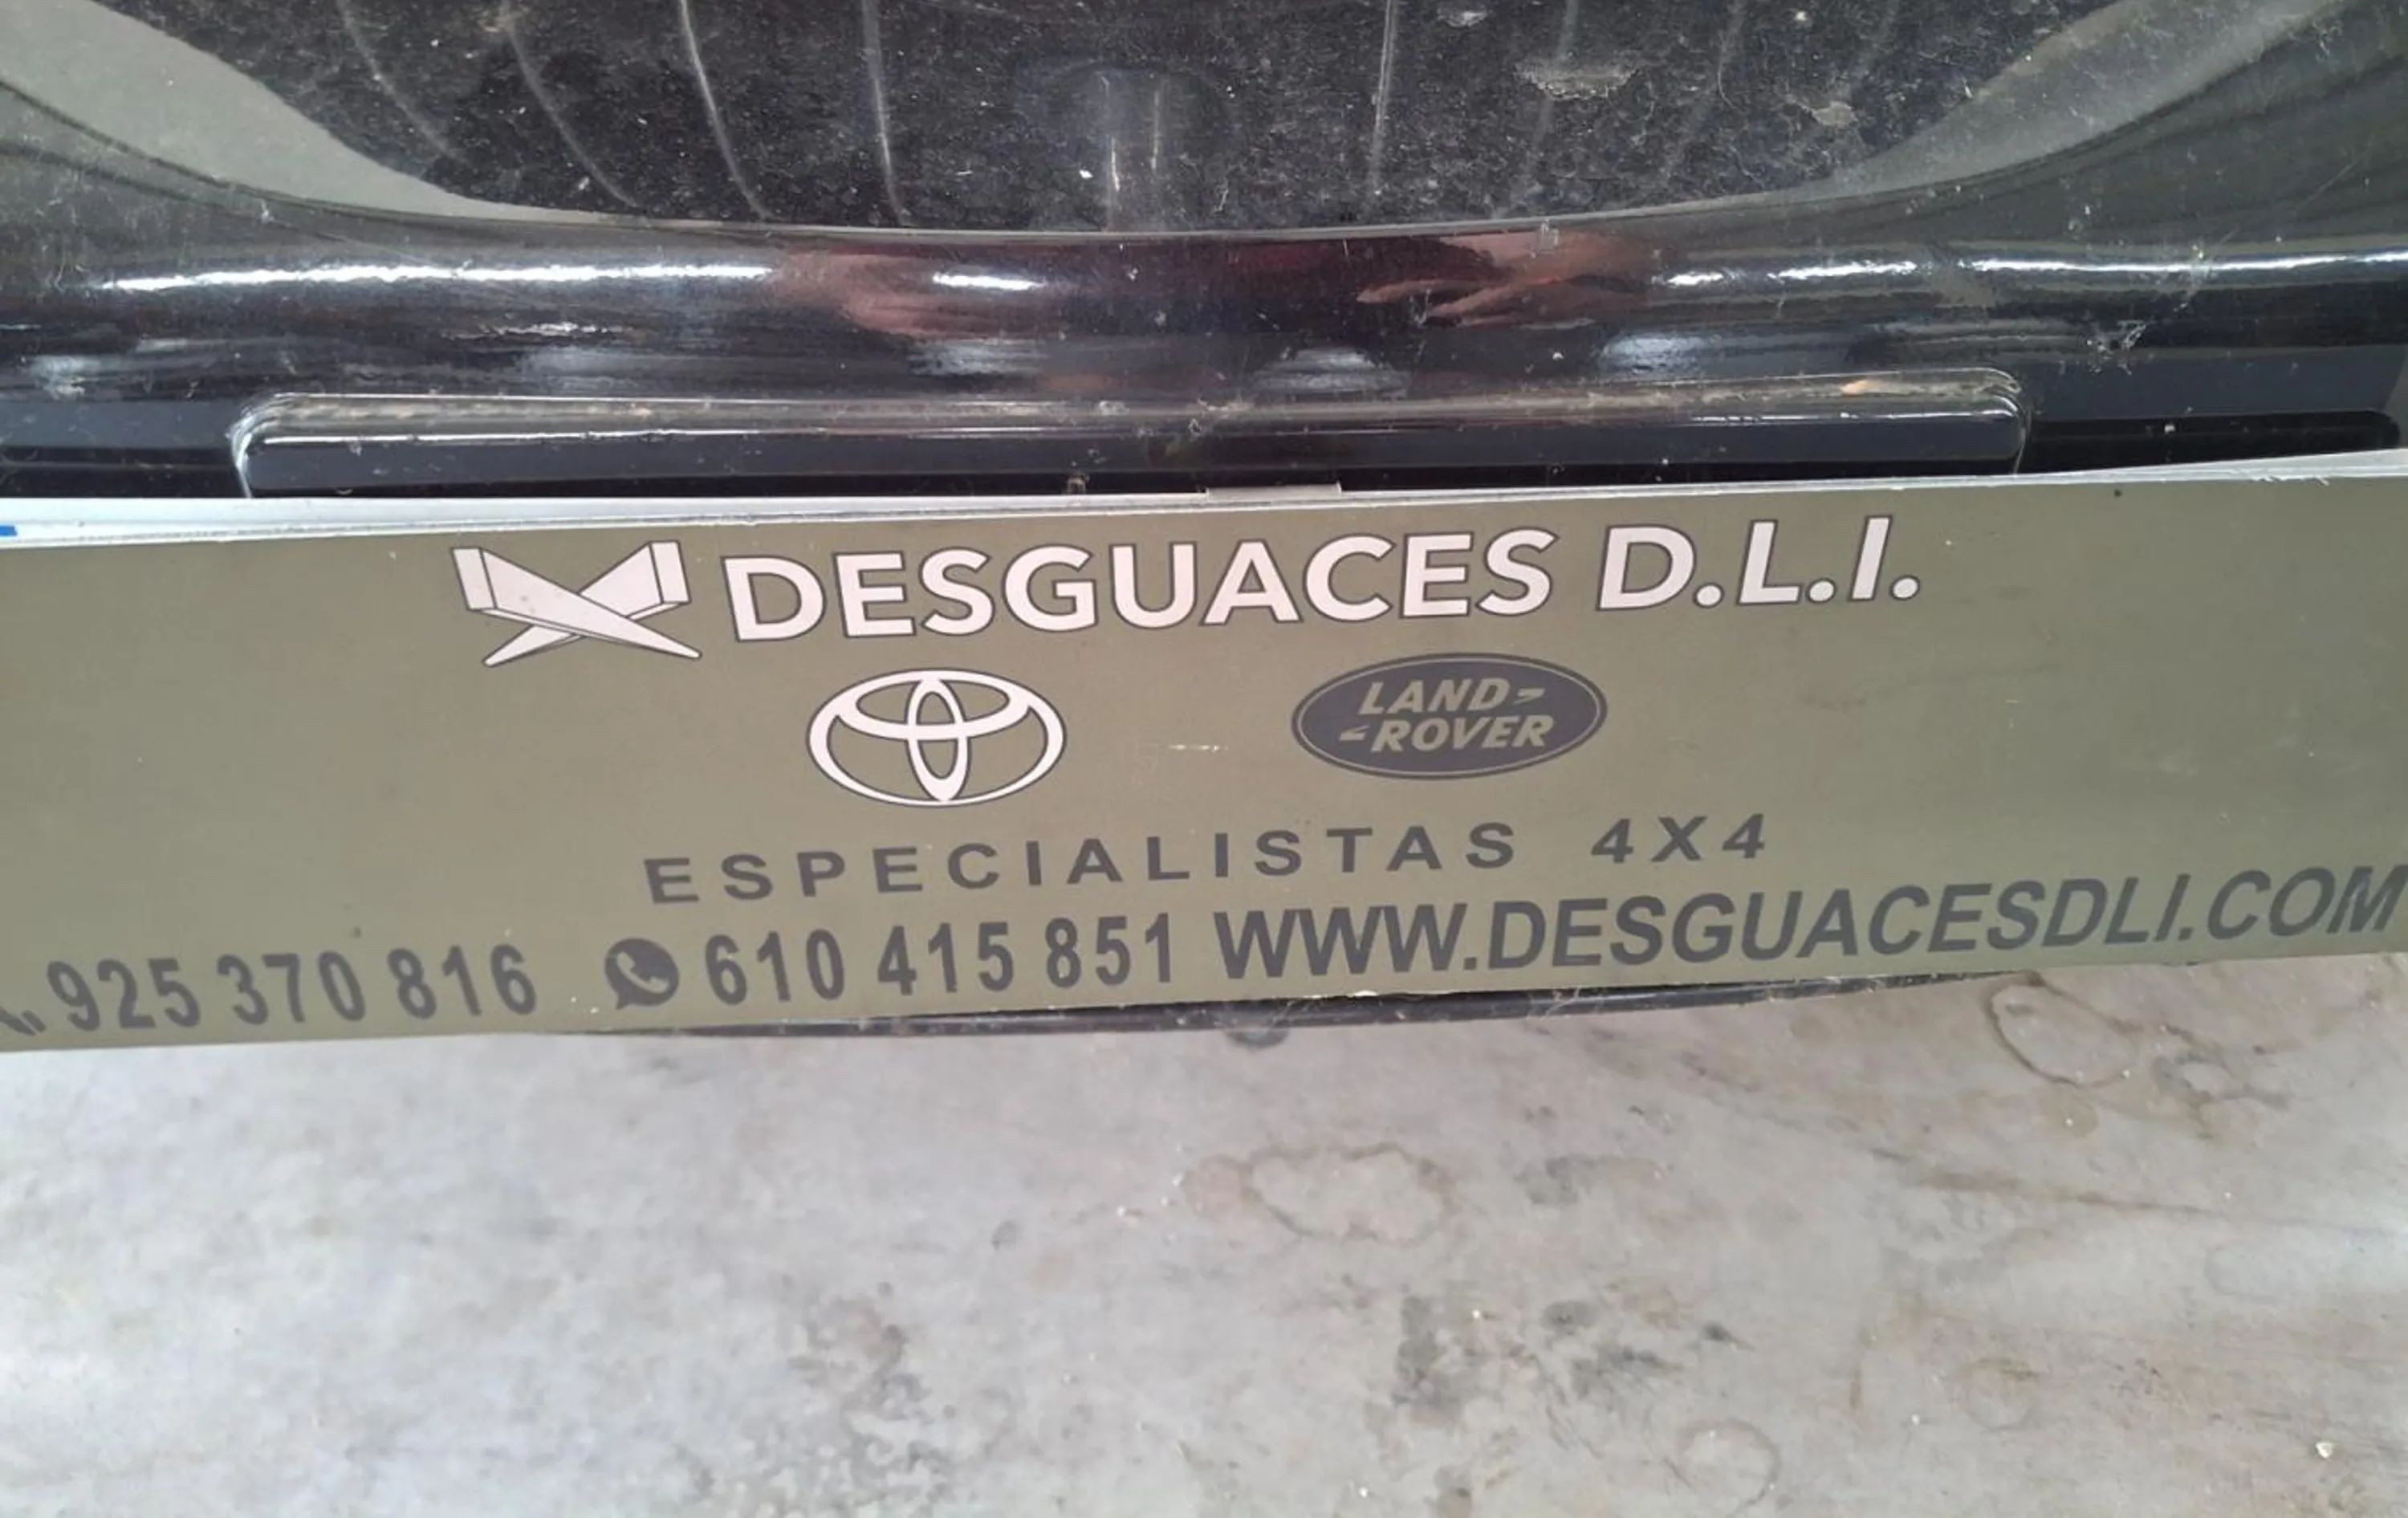 DESGUACES D.L.I.
LAND-
-ROVER
ESPECIALISTAS 4X4
925 370 816 610 415 851 WWW.DESGUACESDLI.COM